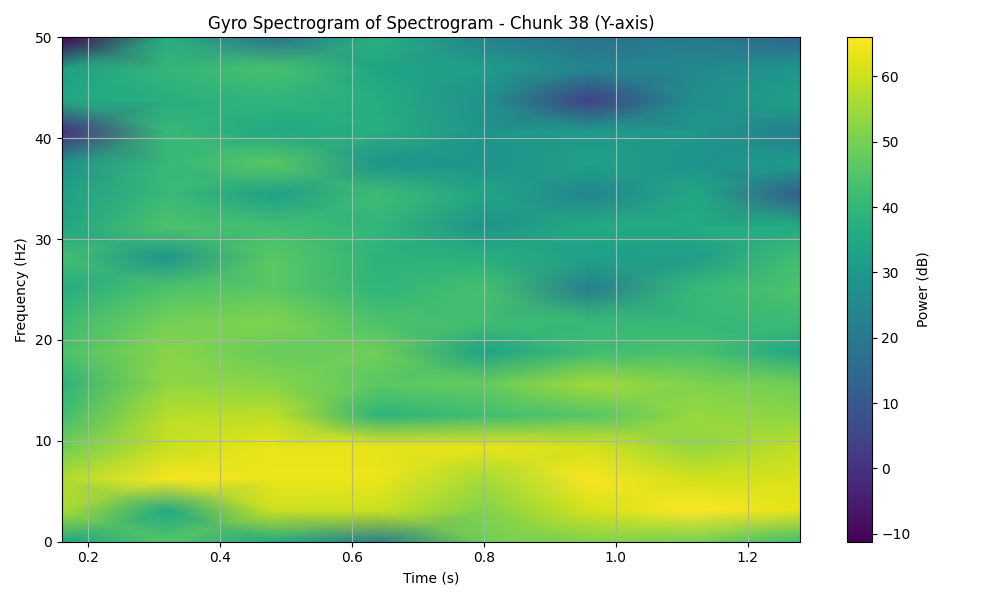 Gyro Spectrogram of Spectrogram - Chunk 38 (Y-axis)
50
40
30
20
10
0
Frequency (Hz)
0.2 0.4 0.6 0.8 1.0 1.2
Time (s)
60
50
40
30
20
10
0
−10
Power (dB)